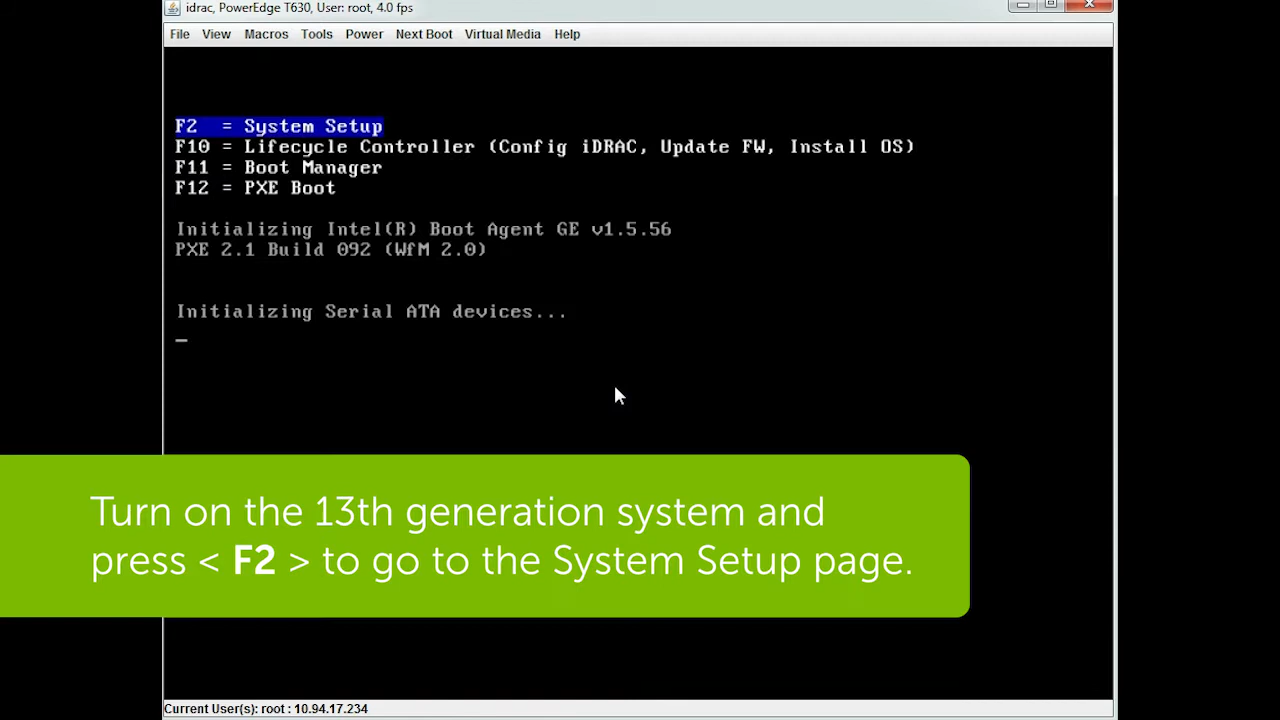 idrac, PowerEdge T630, User: root, 4.0 fps
File View Macros Tools Power Next Boot Virtual Media Help
F2 = System Setup
F10 = Lifecycle Controller (Config iDRAC, Update FW, Install OS)
F11 = Boot Manager
F12 = PXE Boot
Initializing Intel(R) Boot Agent GE v1.5.56
PXE 2.1 Build 092 (WfM 2.0)
Initializing Serial ATA devices...
Turn on the 13th generation system and
press < F2 > to go to the System Setup page.
Current User(s): root : 10.94.17.234